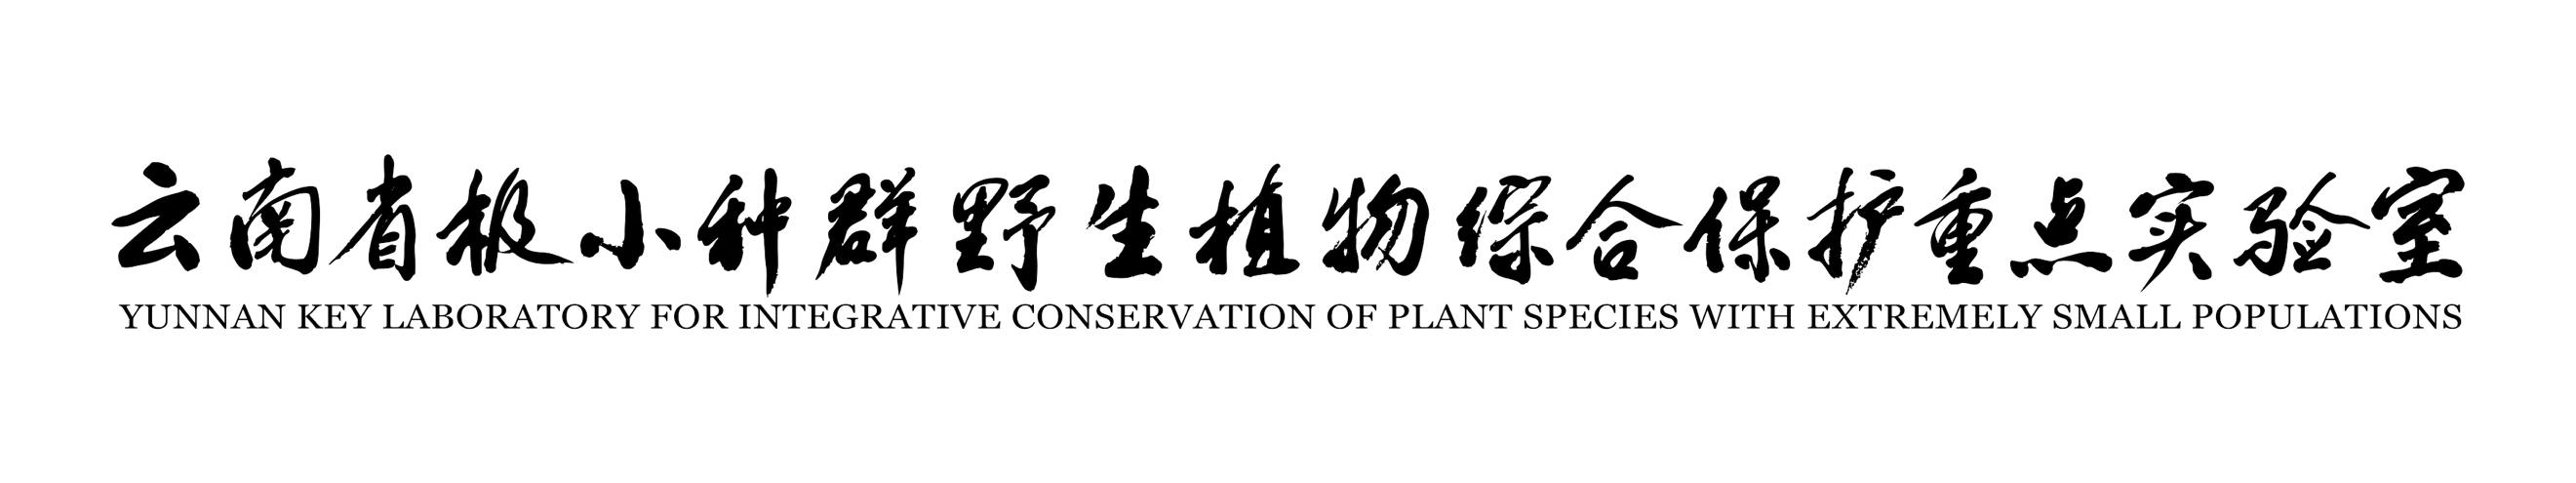 云南省极小种群野生植物综合保护重点实验室
YUNNAN KEY LABORATORY FOR INTEGRATIVE CONSERVATION OF PLANT SPECIES WITH EXTREMELY SMALL POPULATIONS